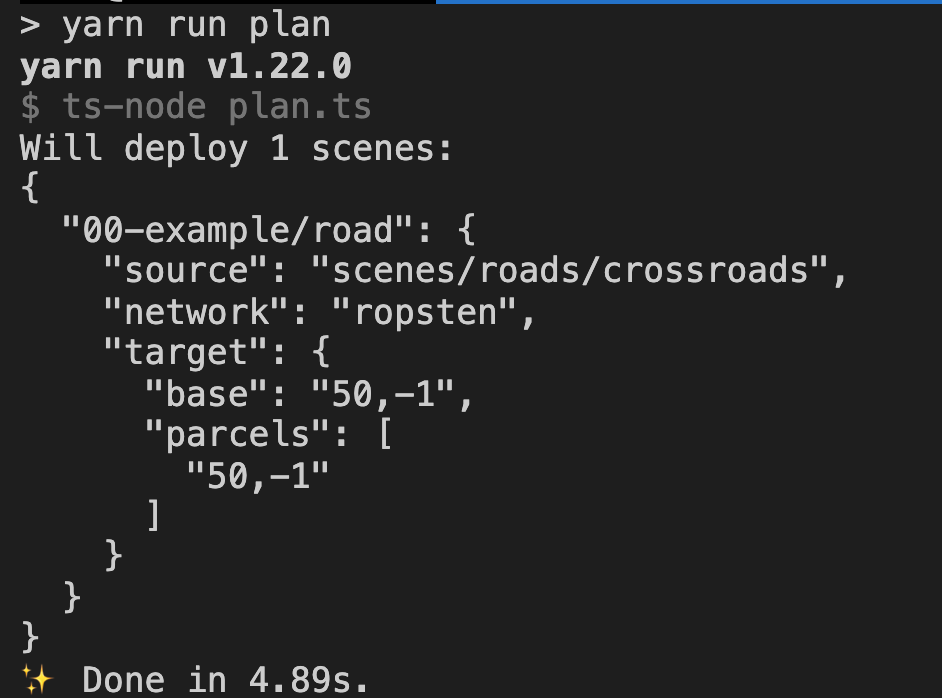 > yarn run plan
yarn run v1.22.0
$ ts-node plan.ts
Will deploy 1 scenes:
{
  "00-example/road": {
    "source": "scenes/roads/crossroads",
    "network": "ropsten",
    "target": {
      "base": "50,-1",
      "parcels": [
        "50,-1"
      ]
    }
  }
}
✨ Done in 4.89s.